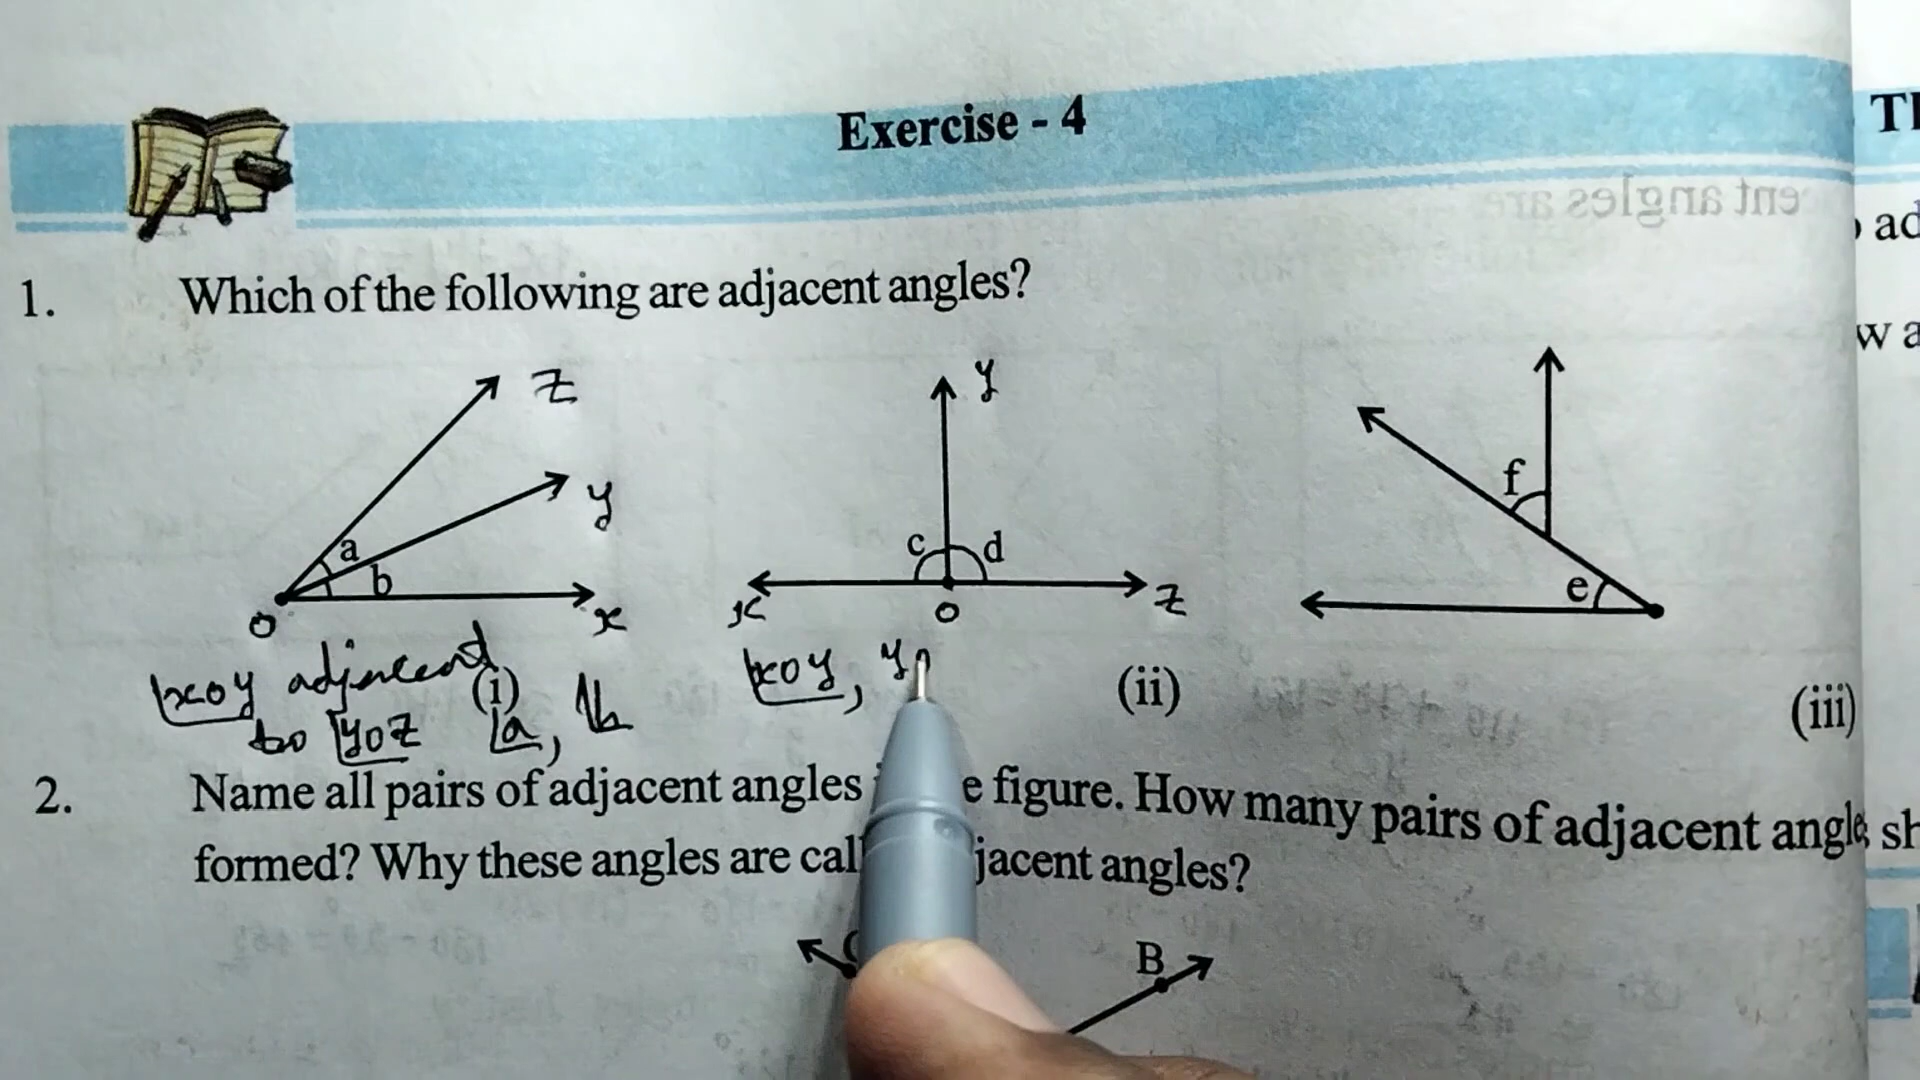 Exercise - 4
1. Which of the following are adjacent angles?
z
y
a
b
x
O
y
c d
x
O
z
f
e
xoy adjacent
to yoz
(i)
a, b
xoy, y
(ii)
(iii)
2. Name all pairs of adjacent angles e figure. How many pairs of adjacent angle
formed? Why these angles are cal jacent angles?
B
w a